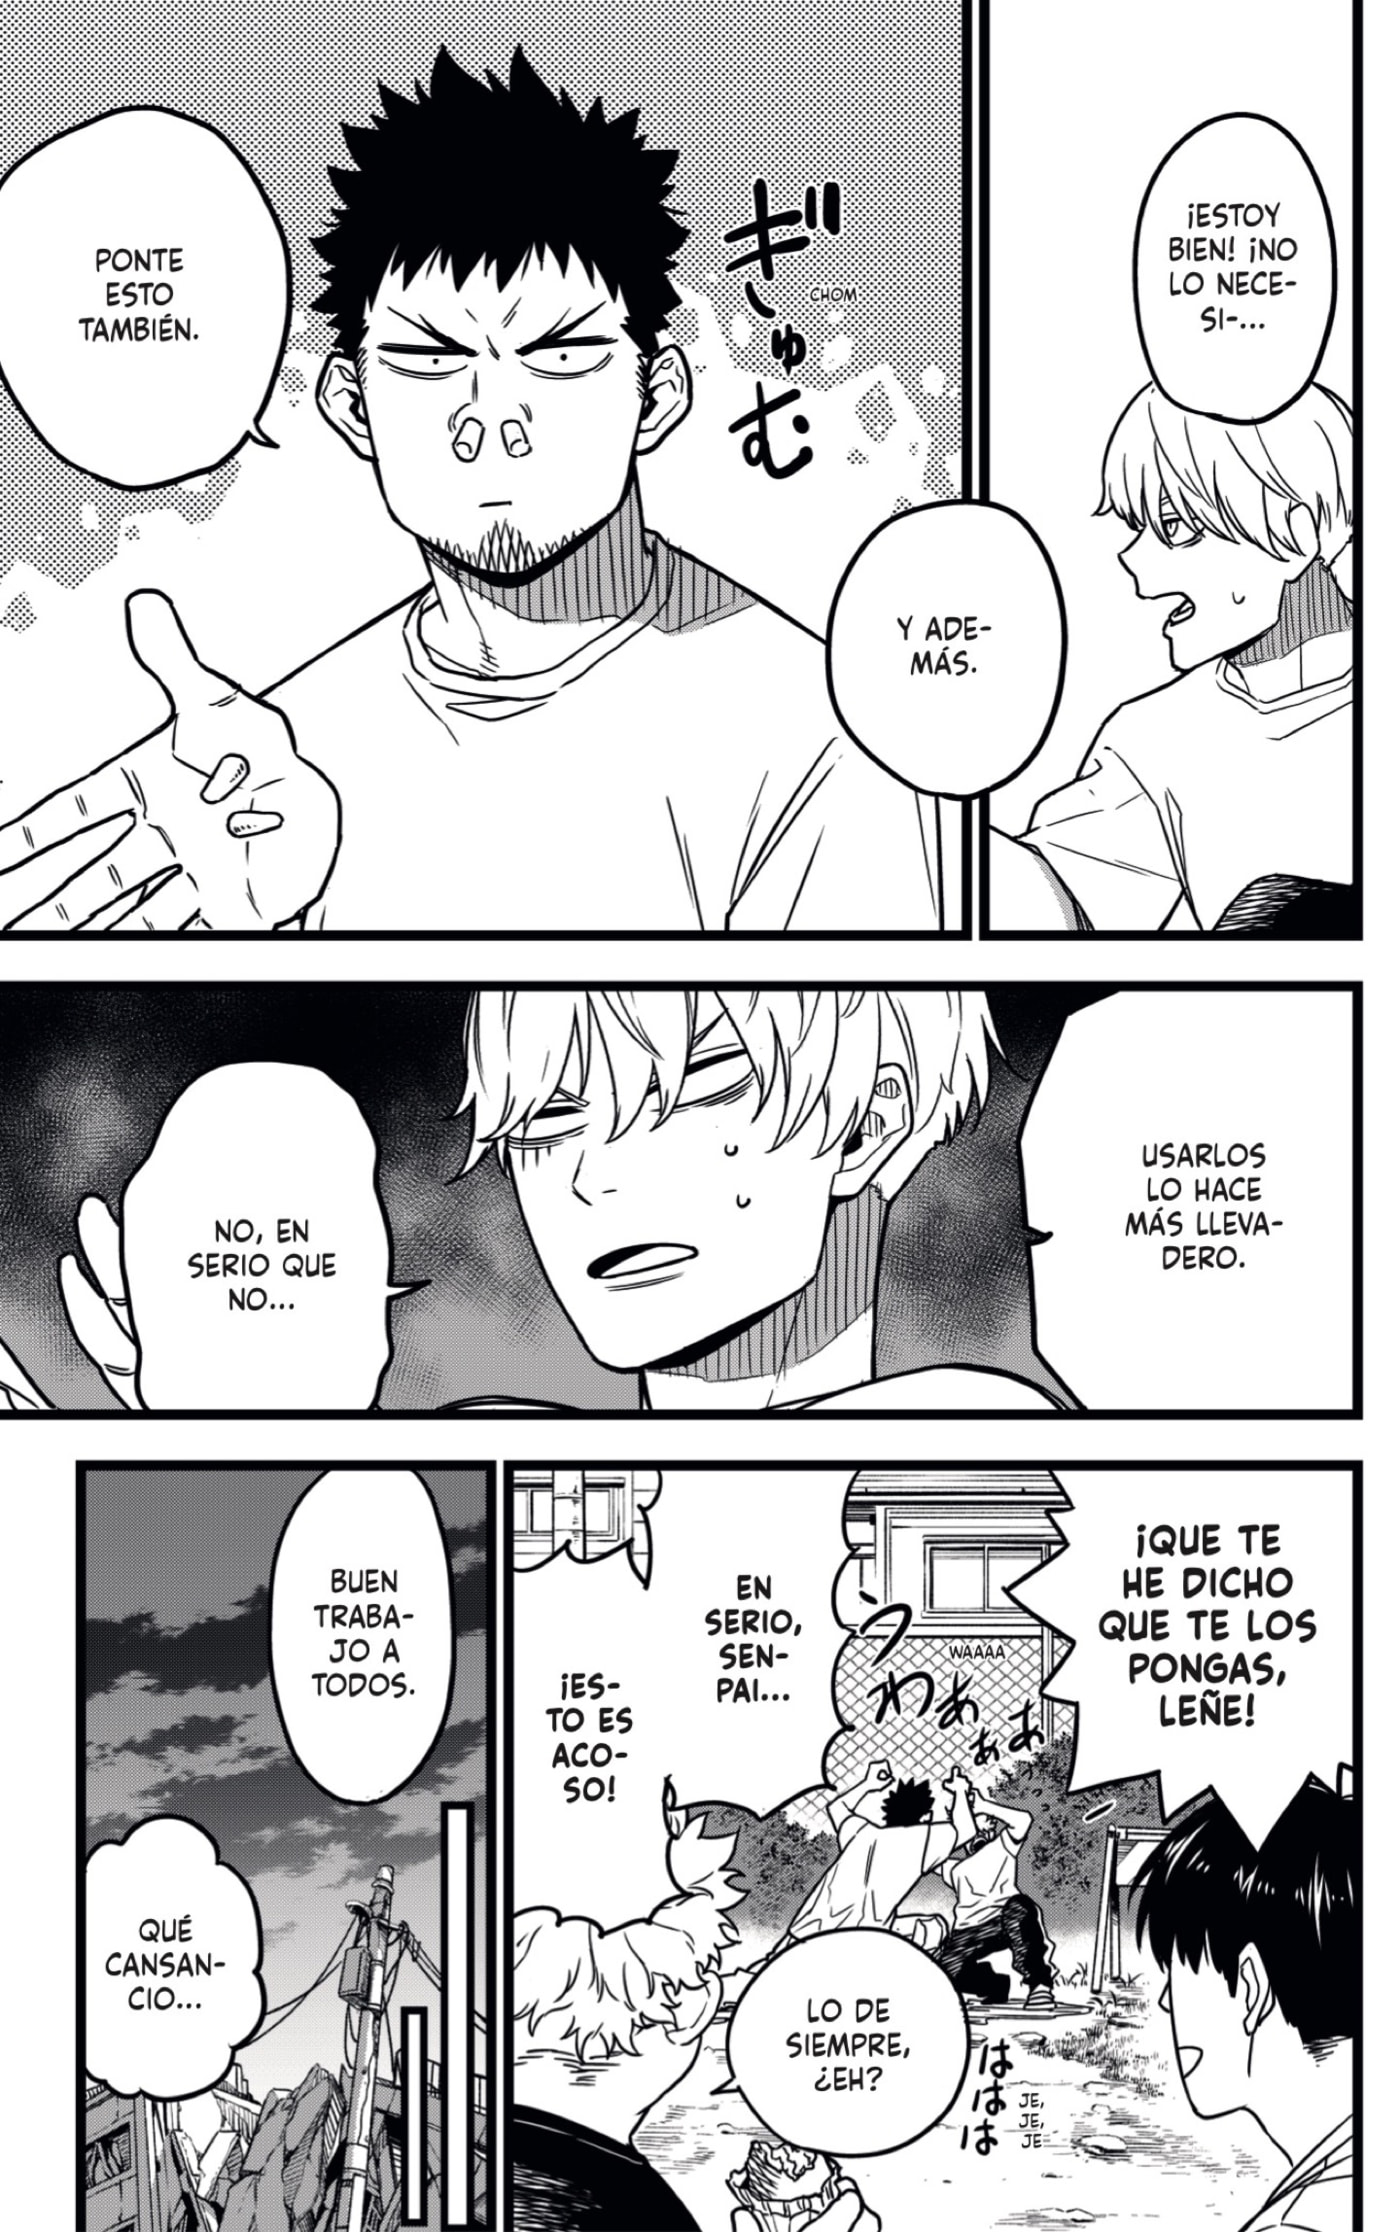 ¡ESTOY
BIEN! ¡NO
LO NECE-
SI-...
Y ADE-
MÁS.
ギュむ
CHOM
PONTE
ESTO
TAMBIÉN.
USARLOS
LO HACE
MÁS LLEVA-
DERO.
NO, EN
SERIO QUE
NO...
¡QUE TE
HE DICHO
QUE TE LOS
PONGAS,
LEÑE!
うわあぁあ
WAAAA
EN
SERIO,
SEN-
PAI...
¡ES-
TO ES
ACO-
SO!
LO DE
SIEMPRE,
¿EH?
ははは
JE,
JE,
JE
BUEN
TRABA-
JO A
TODOS.
QUÉ
CANSAN-
CIO...